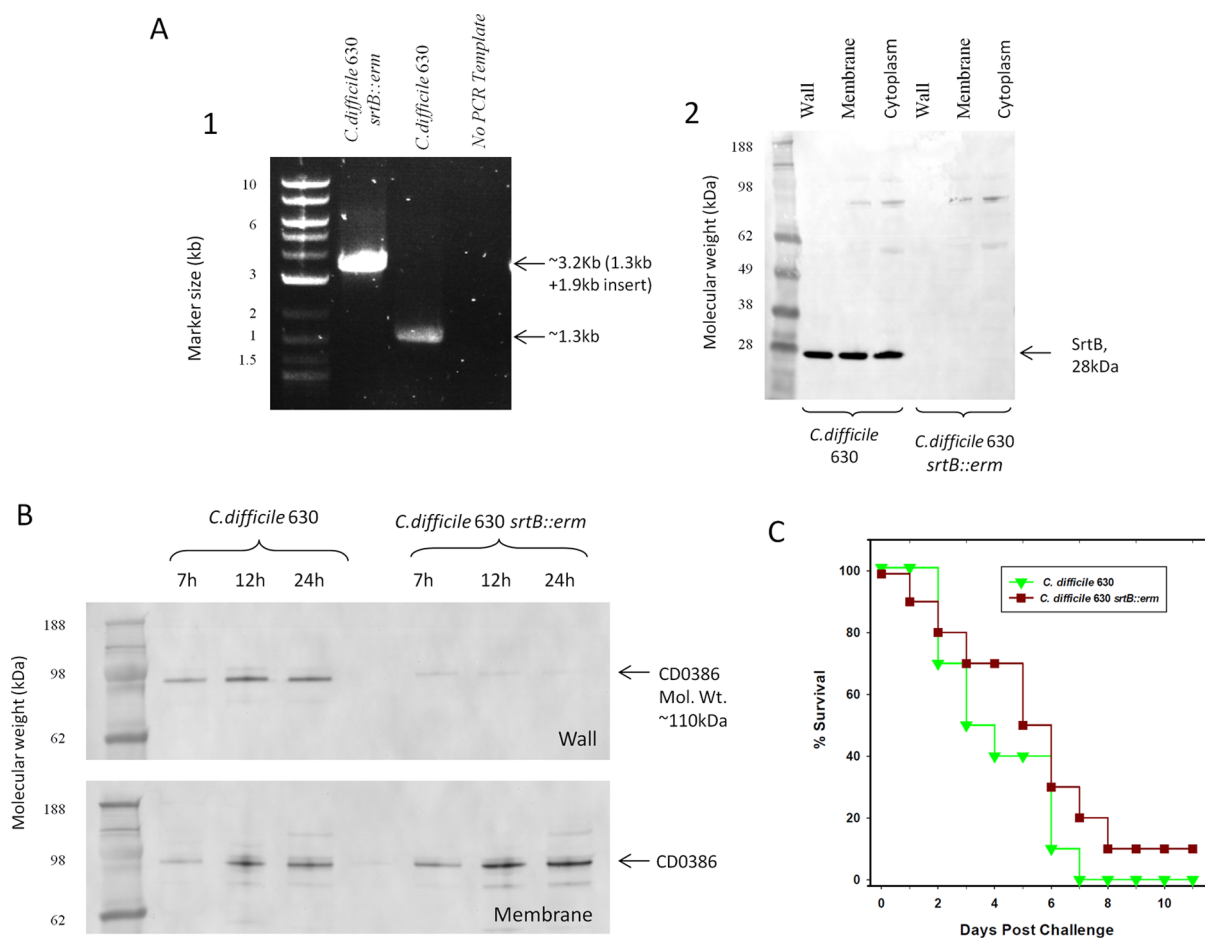 A
1
C.difficile 630
srtB::erm
C.difficile 630
No PCR Template
Marker size (kb)
10
6
3
2
1
1.5
~3.2Kb (1.3kb
+1.9kb insert)
~1.3kb
2
Wall
Membrane
Cytoplasm
Wall
Membrane
Cytoplasm
Molecular weight (kDa)
188
98
62
49
38
28
SrtB,
28kDa
C.difficile
630
C.difficile 630
srtB::erm
B
C.difficile 630
C.difficile 630 srtB::erm
7h 12h 24h
7h 12h 24h
Molecular weight (kDa)
188
98
62
CD0386
Mol. Wt.
~110kDa
Wall
188
98
62
CD0386
Membrane
C
% Survival
100
80
60
40
20
0
C. difficile 630
C. difficile 630 srtB::erm
0 2 4 6 8 10
Days Post Challenge